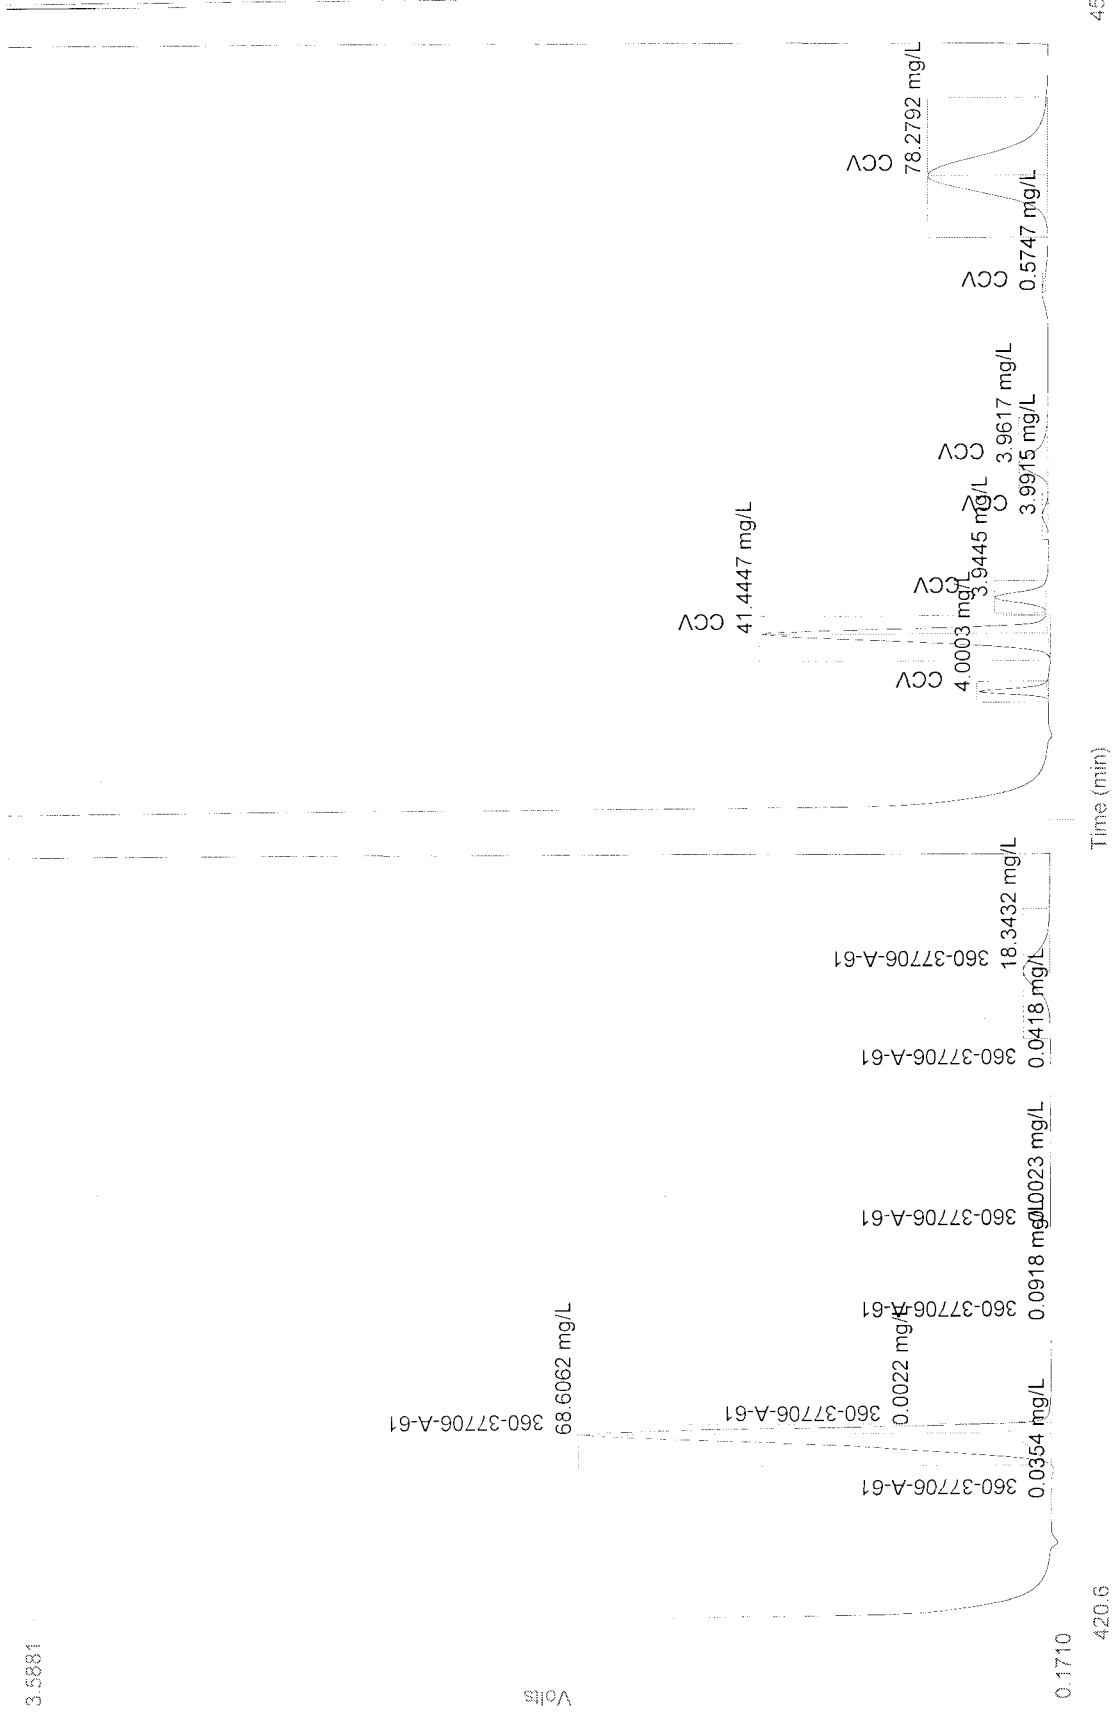 3.5881
Volts
0.1710
420.6
Time (min)
45
360-37706-A-61
0.0354 mg/L
360-37706-A-61
68.6062 mg/L
360-37706-A-61
0.0022 mg/L
360-37706-A-61
0.0918 mg/L
360-37706-A-61
0.0023 mg/L
360-37706-A-61
0.0418 mg/L
360-37706-A-61
18.3432 mg/L
CCV
4.0003 mg/L
CCV
41.4447 mg/L
CCV
3.9445 mg/L
CCV
3.9915 mg/L
CCV
3.9617 mg/L
CCV
0.5747 mg/L
CCV
78.2792 mg/L